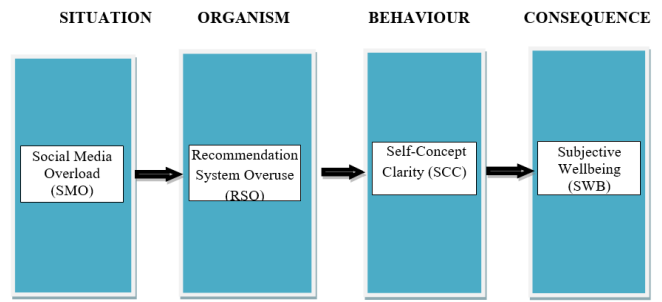 SITUATION ORGANISM BEHAVIOUR CONSEQUENCE
Social Media
Overload
(SMO)
Recommendation
System Overuse
(RSO)
Self-Concept
Clarity (SCC)
Subjective
Wellbeing
(SWB)